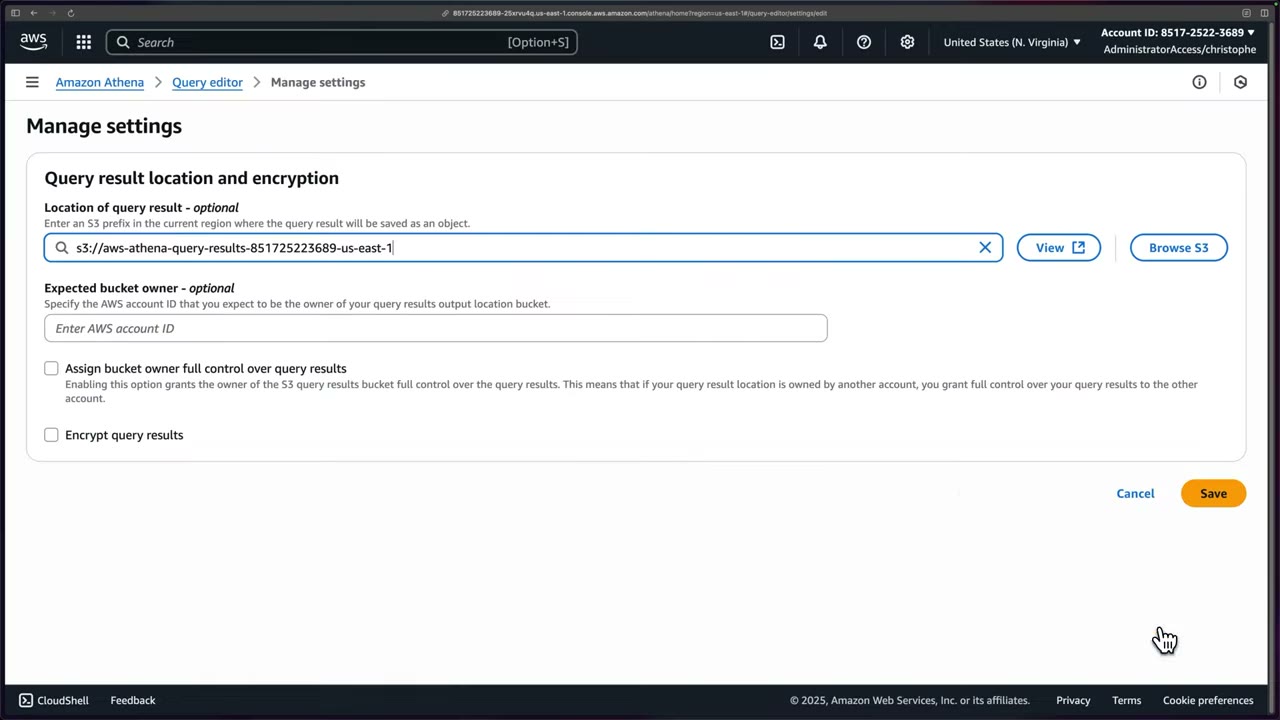 851725223689-25xrvu4q.us-east-1.console.aws.amazon.com/athena/home?region=us-east-1#/query-editor/settings/edit
aws
Search [Option+S]
United States (N. Virginia)
Account ID: 8517-2522-3689
AdministratorAccess/christophe
Amazon Athena > Query editor > Manage settings
Manage settings
Query result location and encryption
Location of query result - optional
Enter an S3 prefix in the current region where the query result will be saved as an object.
s3://aws-athena-query-results-851725223689-us-east-1
View
Browse S3
Expected bucket owner - optional
Specify the AWS account ID that you expect to be the owner of your query results output location bucket.
Enter AWS account ID
Assign bucket owner full control over query results
Enabling this option grants the owner of the S3 query results bucket full control over the query results. This means that if your query result location is owned by another account, you grant full control over your query results to the other
account.
Encrypt query results
Cancel
Save
CloudShell
Feedback
© 2025, Amazon Web Services, Inc. or its affiliates.
Privacy
Terms
Cookie preferences